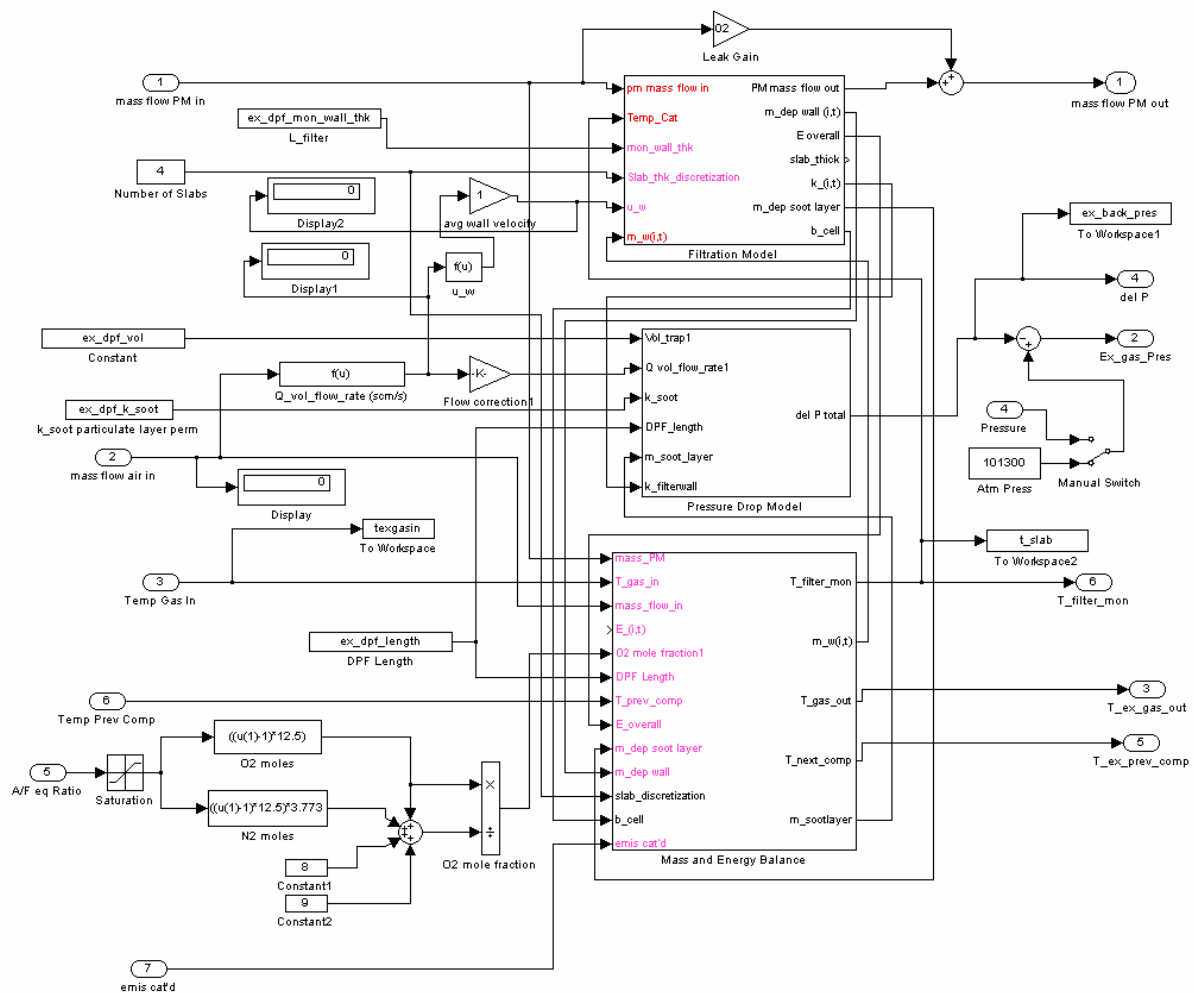 02
Leak Gain
1
mass flow PM in
pm mass flow in
PM mass flow out
1
mass flow PM out
ex_dpf_mon_wall_thk
L_filter
Temp_Cat
m_dep wall (i,t)
E overall
mon_wall_thk
slab_thick
4
Number of Slabs
Slab_thk_discretization
k_(i,t)
0
Display2
1
avg wall velocity
u_w
m_dep soot layer
m_w(i,t)
b_cell
Filtration Model
ex_back_pres
To Workspace1
0
Display1
f(u)
u_w
4
del P
ex_dpf_vol
Constant
Vol_trap1
2
Ex_gas_Pres
f(u)
Q_vol_flow_rate (scm/s)
-K-
Flow correction1
Q vol_flow_rate1
ex_dpf_k_soot
k_soot particulate layer perm
k_soot
del P total
4
Pressure
DPF_length
2
mass flow air in
m_soot_layer
101300
Atm Press
Manual Switch
0
Display
k_filterwall
Pressure Drop Model
texgasin
To Workspace
t_slab
To Workspace2
mass_PM
3
Temp Gas In
T_gas_in
T_filter_mon
6
T_filter_mon
mass_flow_in
E_(i,t)
m_w(i,t)
ex_dpf_length
DPF Length
O2 mole fraction1
DPF Length
6
Temp Prev Comp
T_prev_comp
T_gas_out
3
T_ex_gas_out
E_overall
((u(1)-1)*12.5)
O2 moles
m_dep soot layer
T_next_comp
5
T_ex_prev_comp
5
A/F eq Ratio
Saturation
m_dep wall
((u(1)-1)*12.5)*3.773
N2 moles
slab_discretization
b_cell
m_sootlayer
O2 mole fraction
emis cat'd
Mass and Energy Balance
8
Constant1
9
Constant2
7
emis cat'd